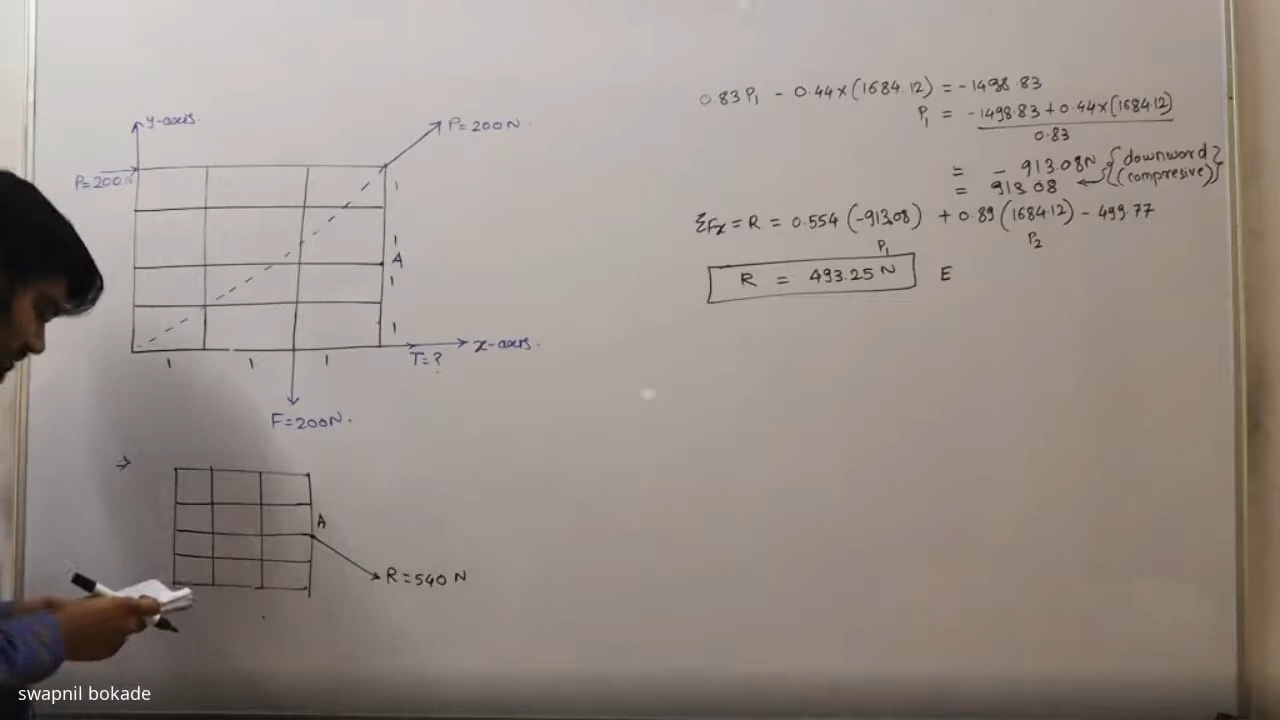 y-axis.
P=200N.
P=200N
1
1
A
1
1
1 1 1
T=?
x-axis.
F=200N.
⇒
A
R=540 N
0.83P₁ - 0.44×(1684.12) = -1498.83
P₁ = -1498.83 + 0.44×(1684.12)
0.83
= - 913.08N {downword}
= 913.08 ← {(compresive)}
ΣFx = R = 0.554 (-913.08) + 0.89(1684.12) - 499.77
P₁
P₂
R = 493.25 N E
swapnil bokade